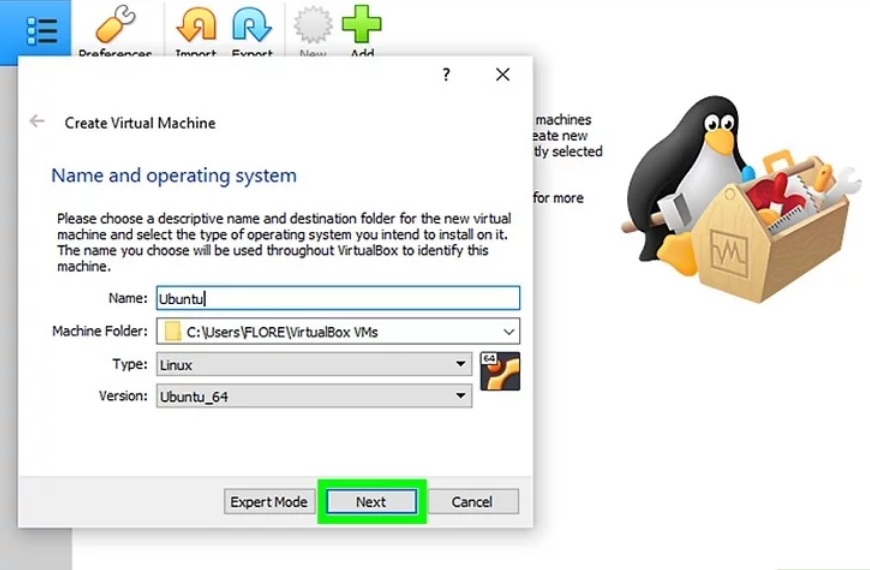 Preferences Import Export New Add
? ×
← Create Virtual Machine
machines
Name and operating system
eate new
tly selected
for more
Please choose a descriptive name and destination folder for the new virtual
machine and select the type of operating system you intend to install on it.
The name you choose will be used throughout VirtualBox to identify this
machine.
Name: Ubuntu
Machine Folder: C:\Users\FLORE\VirtualBox VMs
Type: Linux
64
Version: Ubuntu_64
Expert Mode Next Cancel